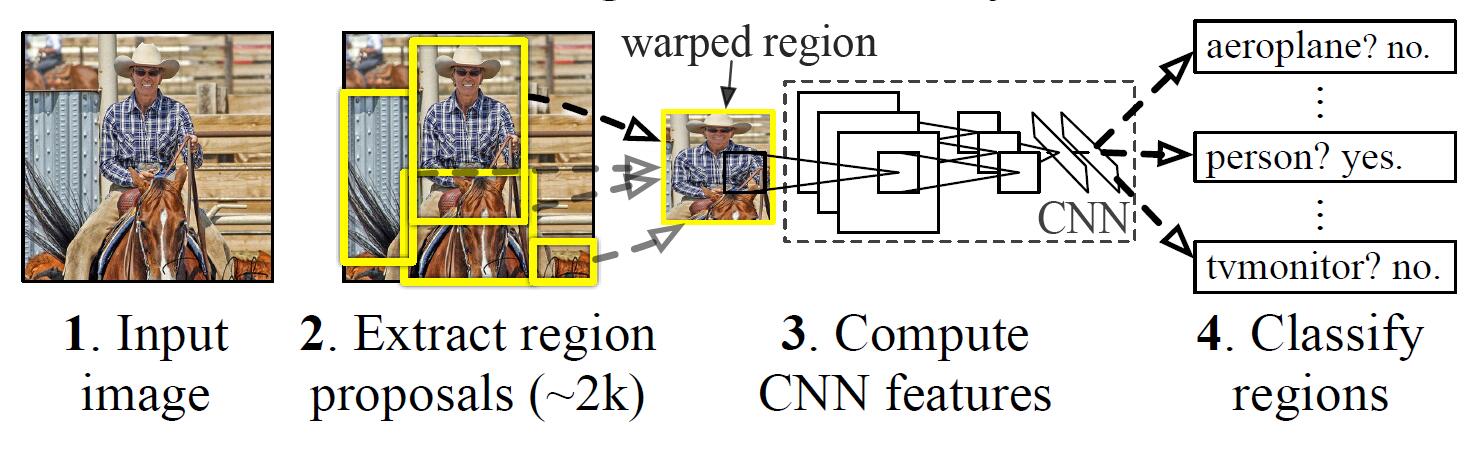 warped region
aeroplane? no.
person? yes.
CNN
tvmonitor? no.
1. Input
image
2. Extract region
proposals (~2k)
3. Compute
CNN features
4. Classify
regions